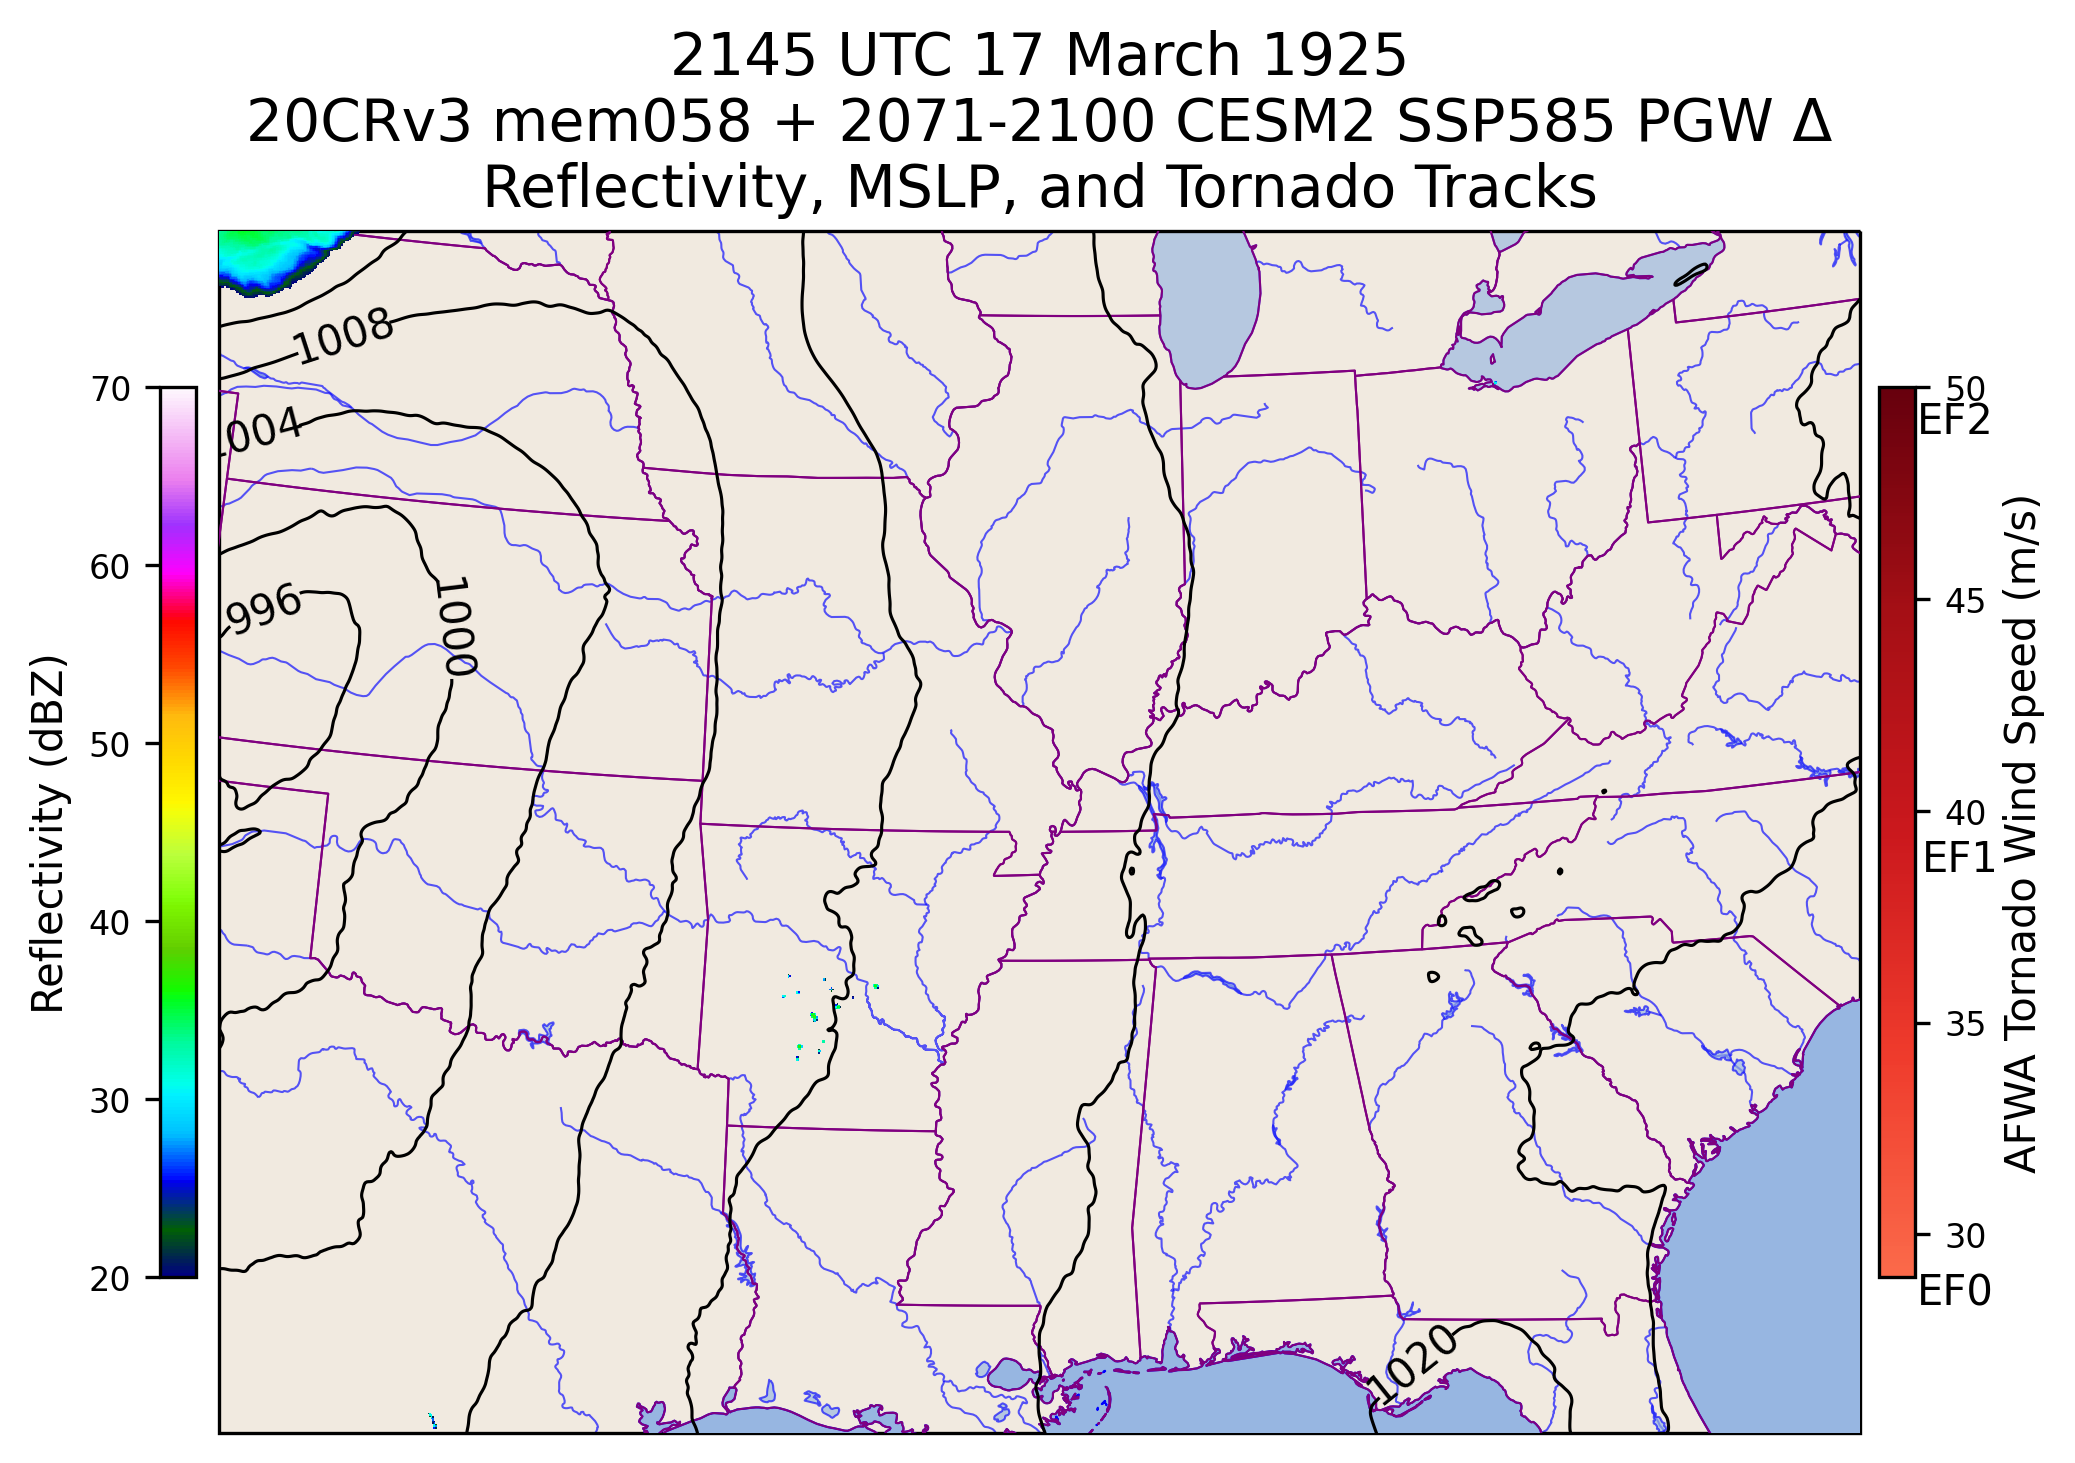 2145 UTC 17 March 1925
20CRv3 mem058 + 2071-2100 CESM2 SSP585 PGW Δ
Reflectivity, MSLP, and Tornado Tracks
1008
004
996
1000
1020
70
60
50
40
30
20
Reflectivity (dBZ)
50
EF2
45
40
EF1
35
30
EF0
AFWA Tornado Wind Speed (m/s)